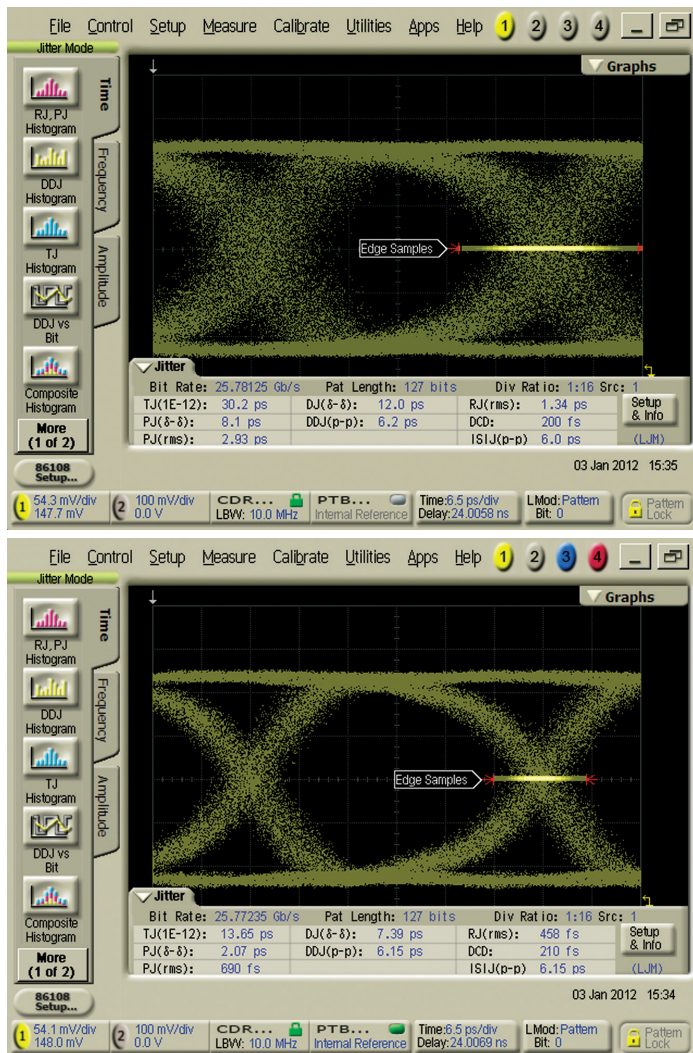 File Control Setup Measure Calibrate Utilities Apps Help 1 2 3 4
Jitter Mode
Graphs
Time
Frequency
Amplitude
RJ, PJ
Histogram
DDJ
Histogram
TJ
Histogram
DDJ vs
Bit
Composite
Histogram
More
(1 of 2)
86108
Setup...
Edge Samples
Jitter
Bit Rate: 25.78125 Gb/s Pat Length: 127 bits Div Ratio: 1:16 Src: 1
TJ(1E-12): 30.2 ps DJ(δ-δ): 12.0 ps RJ(rms): 1.34 ps
PJ(δ-δ): 8.1 ps DDJ(p-p): 6.2 ps DCD: 200 fs
PJ(rms): 2.93 ps ISIJ(p-p) 6.0 ps
Setup
& Info
(LJM)
03 Jan 2012 15:35
1 54.3 mV/div
147.7 mV
2 100 mV/div
0.0 V
CDR...
LBW: 10.0 MHz
PTB...
Internal Reference
Time:6.5 ps/div
Delay:24.0058 ns
LMod:Pattern
Bit: 0
Pattern
Lock
File Control Setup Measure Calibrate Utilities Apps Help 1 2 3 4
Jitter Mode
Graphs
Time
Frequency
Amplitude
RJ, PJ
Histogram
DDJ
Histogram
TJ
Histogram
DDJ vs
Bit
Composite
Histogram
More
(1 of 2)
86108
Setup...
Edge Samples
Jitter
Bit Rate: 25.77235 Gb/s Pat Length: 127 bits Div Ratio: 1:16 Src: 1
TJ(1E-12): 13.65 ps DJ(δ-δ): 7.39 ps RJ(rms): 458 fs
PJ(δ-δ): 2.07 ps DDJ(p-p): 6.15 ps DCD: 210 fs
PJ(rms): 690 fs ISIJ(p-p) 6.15 ps
Setup
& Info
(LJM)
03 Jan 2012 15:34
1 54.1 mV/div
148.0 mV
2 100 mV/div
0.0 V
CDR...
LBW: 10.0 MHz
PTB...
Internal Reference
Time:6.5 ps/div
Delay:24.0069 ns
LMod:Pattern
Bit: 0
Pattern
Lock